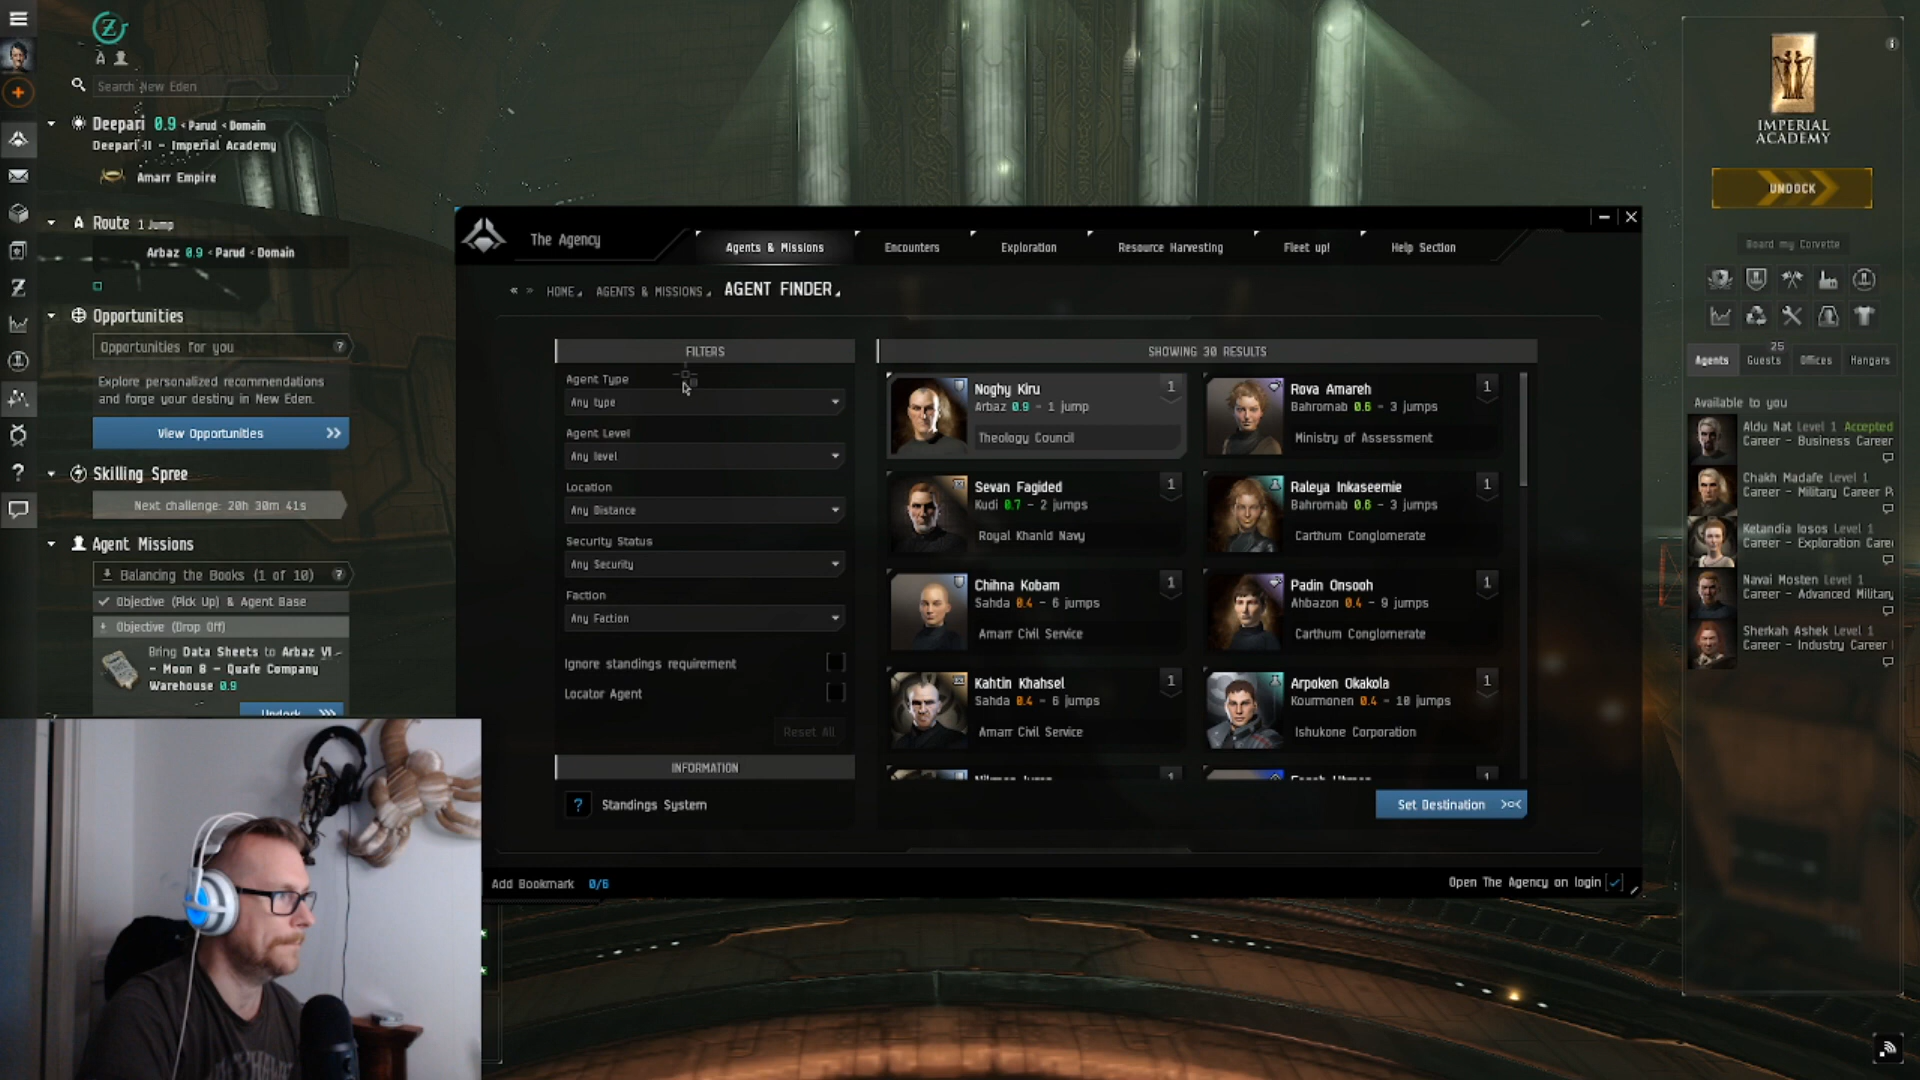 Search New Eden
Deepari 0.9 < Parud < Domain
Deepari II - Imperial Academy
Amarr Empire
Route 1 Jump
Arbaz 0.9 < Parud < Domain
Opportunities
Opportunities for you ?
Explore personalized recommendations
and forge your destiny in New Eden.
View Opportunities
Skilling Spree
Next challenge: 20h 30m 41s
Agent Missions
Balancing the Books (1 of 10) ?
Objective (Pick Up) & Agent Base
Objective (Drop Off)
Bring Data Sheets to Arbaz VI
- Moon 8 - Quafe Company
Warehouse 0.9
Undock
The Agency
Agents & Missions
Encounters
Exploration
Resource Harvesting
Fleet up!
Help Section
HOME
AGENTS & MISSIONS
AGENT FINDER
FILTERS
Agent Type
Any type
Agent Level
Any level
Location
Any Distance
Security Status
Any Security
Faction
Any Faction
Ignore standings requirement
Locator Agent
Reset All
INFORMATION
? Standings System
SHOWING 30 RESULTS
Noghy Kiru 1
Arbaz 0.9 - 1 jump
Theology Council
Rova Amareh 1
Bahromab 0.6 - 3 jumps
Ministry of Assessment
Sevan Fagided 1
Kudi 0.7 - 2 jumps
Royal Khanid Navy
Raleya Inkaseemie 1
Bahromab 0.6 - 3 jumps
Carthum Conglomerate
Chihna Kobam 1
Sahda 0.4 - 6 jumps
Amarr Civil Service
Padin Onsooh 1
Ahbazon 0.4 - 9 jumps
Carthum Conglomerate
Kahtin Khahsel 1
Sahda 0.4 - 6 jumps
Amarr Civil Service
Arpoken Okakola 1
Kourmonen 0.4 - 10 jumps
Ishukone Corporation
Set Destination
Add Bookmark 0/6
Open The Agency on login
IMPERIAL
ACADEMY
UNDOCK
Board my Corvette
25
Agents Guests Offices Hangars
Available to you
Aldu Nat Level 1 Accepted
Career - Business Career
Chakh Madafe Level 1
Career - Military Career P
Ketandia Iosos Level 1
Career - Exploration Caree
Navai Mosten Level 1
Career - Advanced Military
Sherkah Ashek Level 1
Career - Industry Career